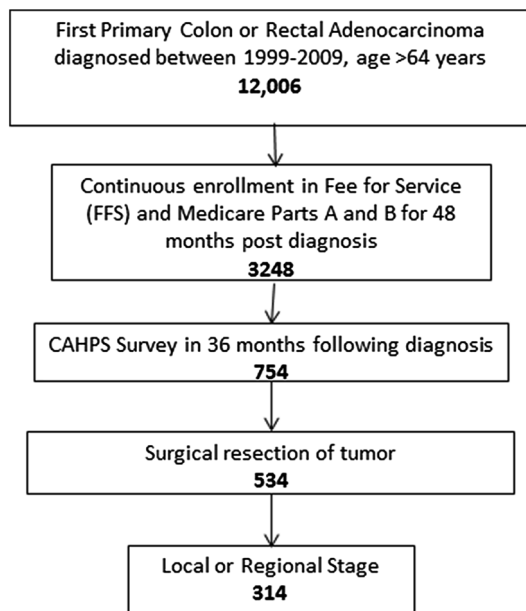 First Primary Colon or Rectal Adenocarcinoma
diagnosed between 1999-2009, age >64 years
12,006
Continuous enrollment in Fee for Service
(FFS) and Medicare Parts A and B for 48
months post diagnosis
3248
CAHPS Survey in 36 months following diagnosis
754
Surgical resection of tumor
534
Local or Regional Stage
314